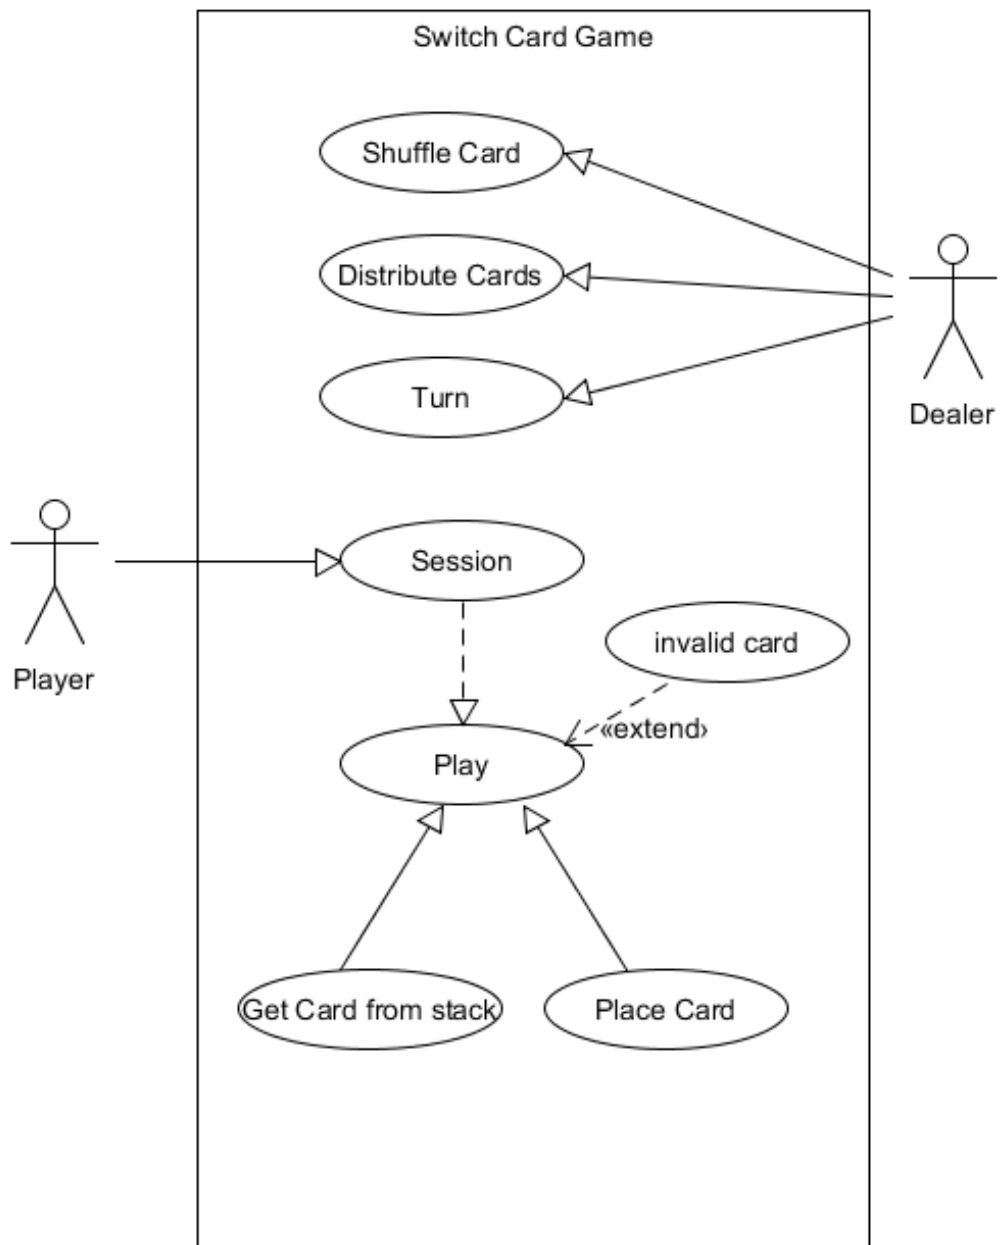 Switch Card Game
Shuffle Card
Distribute Cards
Turn
Dealer
Session
Player
invalid card
«extend›
Play
Get Card from stack
Place Card